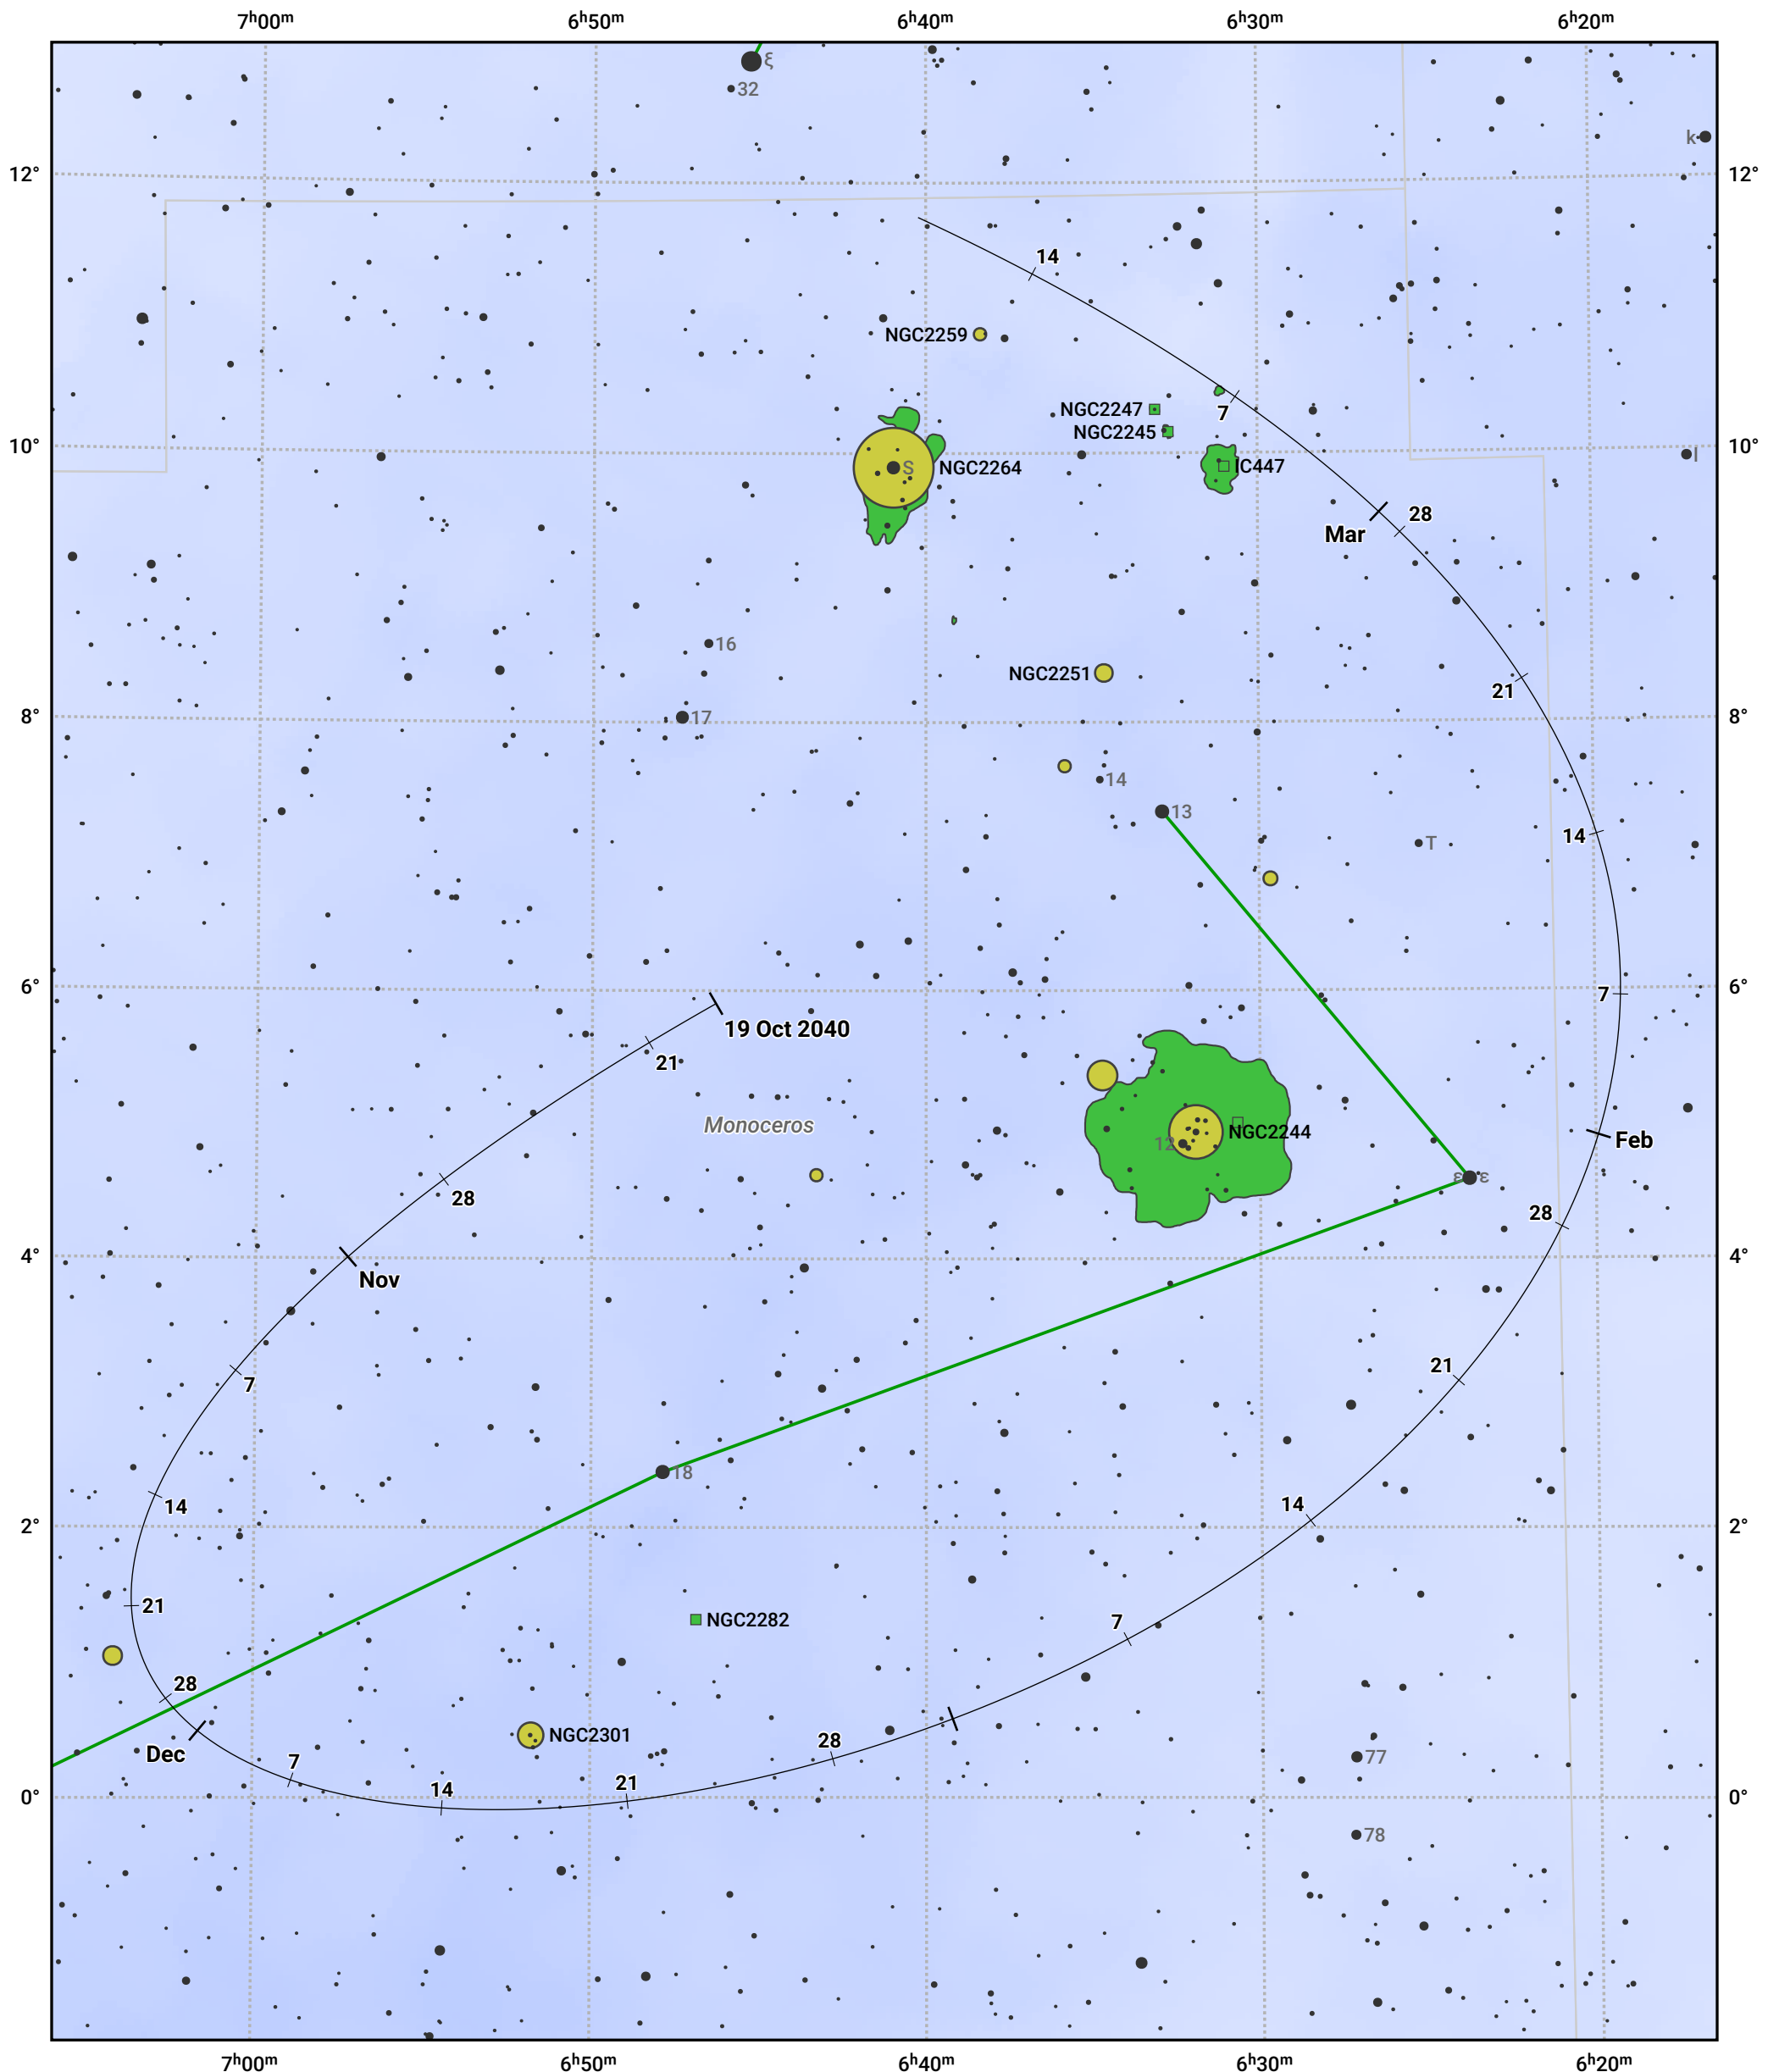 7h00m 6h50m 6h40m 6h30m 6h20m
ξ
32
k
12° 12°
14
NGC2259
7
NGC2247
NGC2245
10° 10°
l
S NGC2264 IC447
28
Mar
16
NGC2251
21
8° 8°
17
14
13
14
T
6° 6°
7
19 Oct 2040
21
Monoceros
12 NGC2244
Feb
ε ε
28
28
4° 4°
Nov
21
7
18
14
14
2° 2°
21
NGC2282
7
28
NGC2301
28
Dec
77
7
14
21
0° 0°
78
7h00m 6h50m 6h40m 6h30m 6h20m